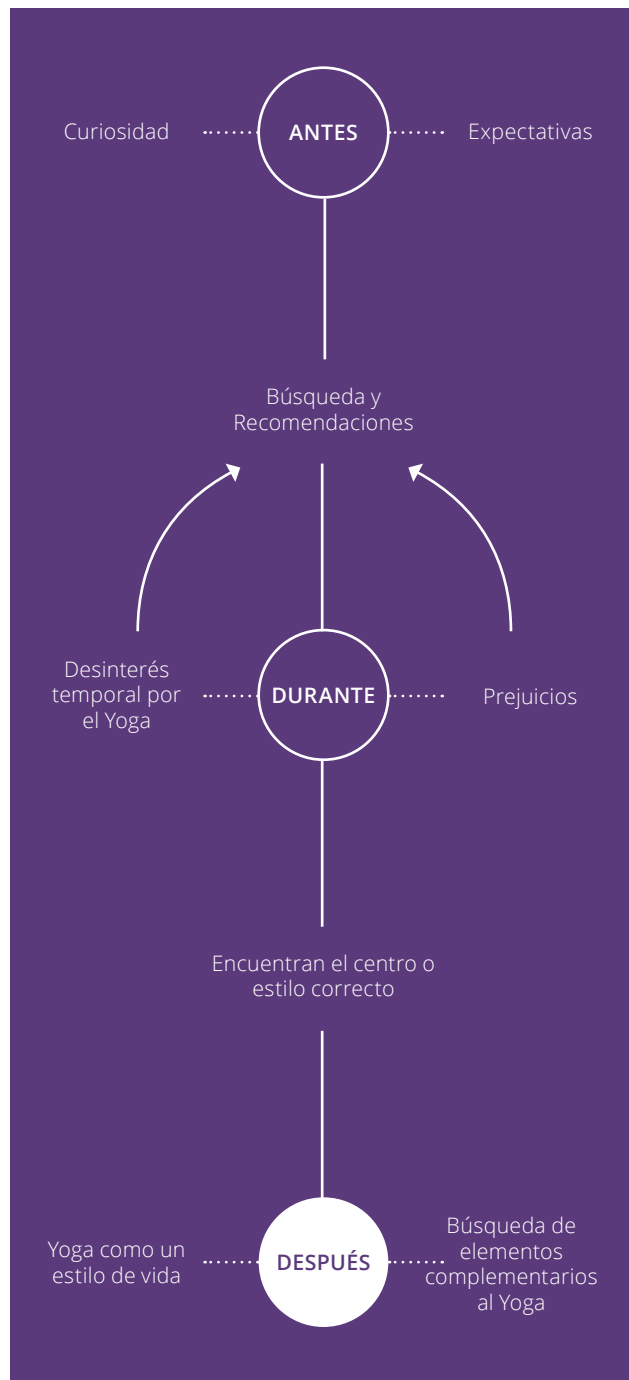 Curiosidad
ANTES
Expectativas
Búsqueda y
Recomendaciones
Desinterés
temporal por
el Yoga
DURANTE
Prejuicios
Encuentran el centro o
estilo correcto
Yoga como un
estilo de vida
DESPUÉS
Búsqueda de
elementos
complementarios
al Yoga